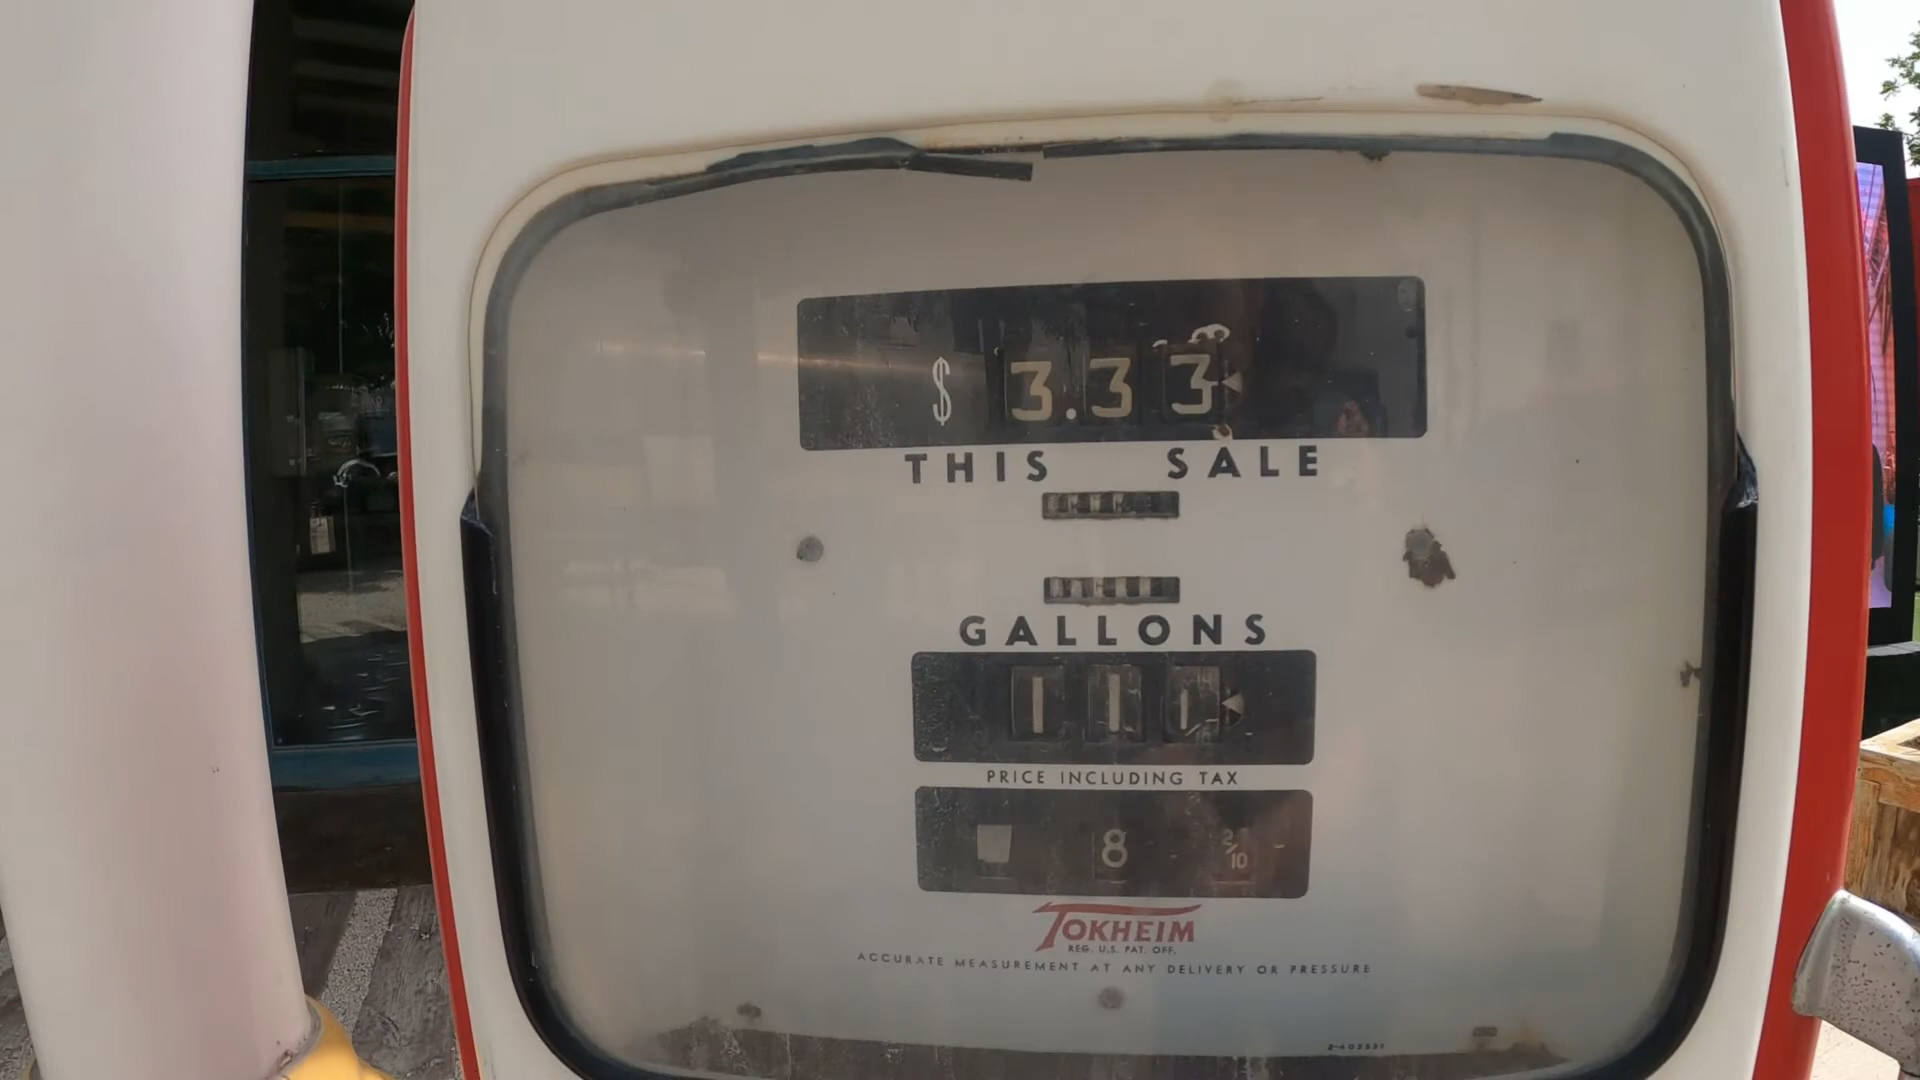 $ 3.33
THIS SALE
GALLONS
1 1 1
PRICE INCLUDING TAX
8 2/10
TOKHEIM
REG. U.S. PAT. OFF.
ACCURATE MEASUREMENT AT ANY DELIVERY OR PRESSURE